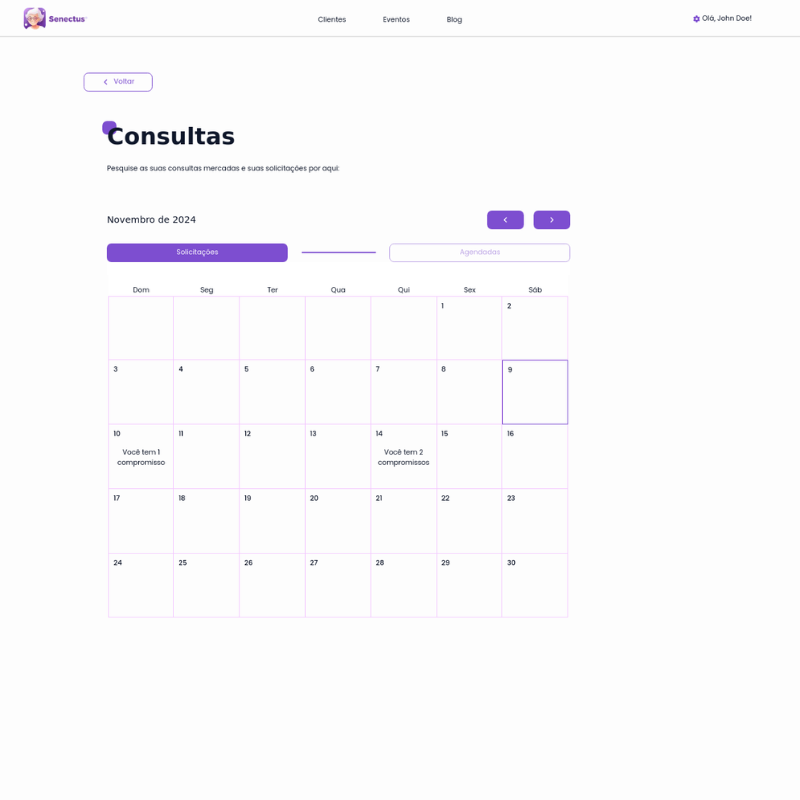 Senectus
Clientes
Eventos
Blog
Olá, John Doe!
Voltar
Consultas
Pesquise as suas consultas mercadas e suas solicitações por aqui:
Novembro de 2024
Solicitações
Agendadas
Dom Seg Ter Qua Qui Sex Sáb
1 2
3 4 5 6 7 8 9
10 11 12 13 14 15 16
Você tem 1
compromisso
Você tem 2
compromissos
17 18 19 20 21 22 23
24 25 26 27 28 29 30